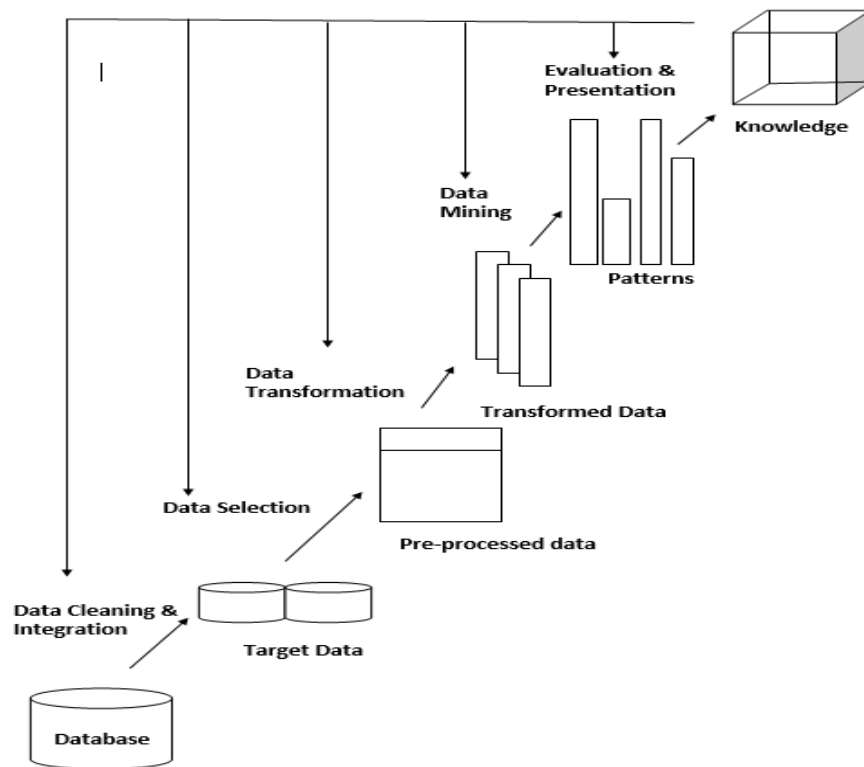 Evaluation &
Presentation
Knowledge
Data
Mining
Patterns
Data
Transformation
Transformed Data
Data Selection
Pre-processed data
Data Cleaning &
Integration
Target Data
Database